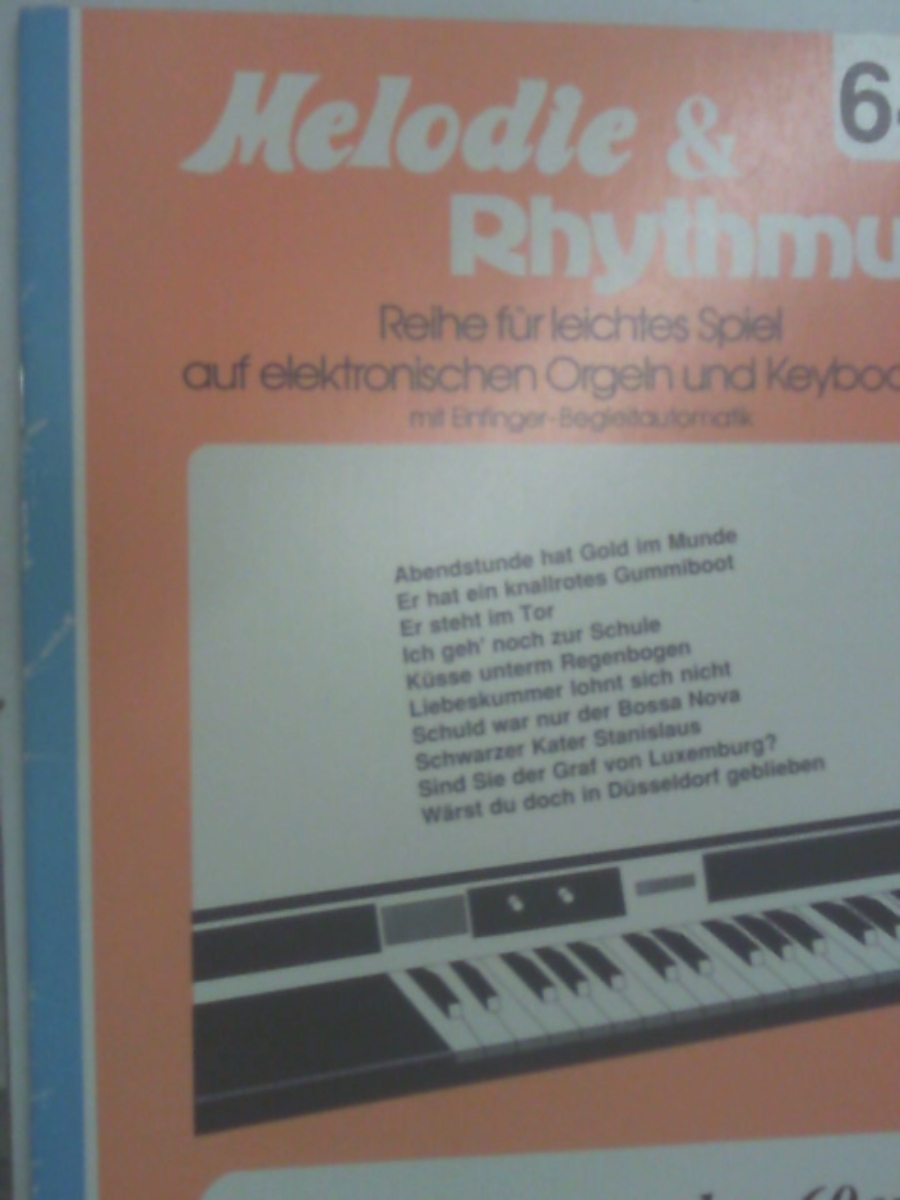 Melodie &
6
Rhythmu
Reihe für leichtes Spiel
auf elektronischen Orgeln und Keyboa
mit Einfinger-Begleitautomatik
Abendstunde hat Gold im Munde
Er hat ein knallrotes Gummiboot
Er steht im Tor
Ich geh' noch zur Schule
Küsse unterm Regenbogen
Liebeskummer lohnt sich nicht
Schuld war nur der Bossa Nova
Schwarzer Kater Stanislaus
Sind Sie der Graf von Luxemburg?
Wärst du doch in Düsseldorf geblieben